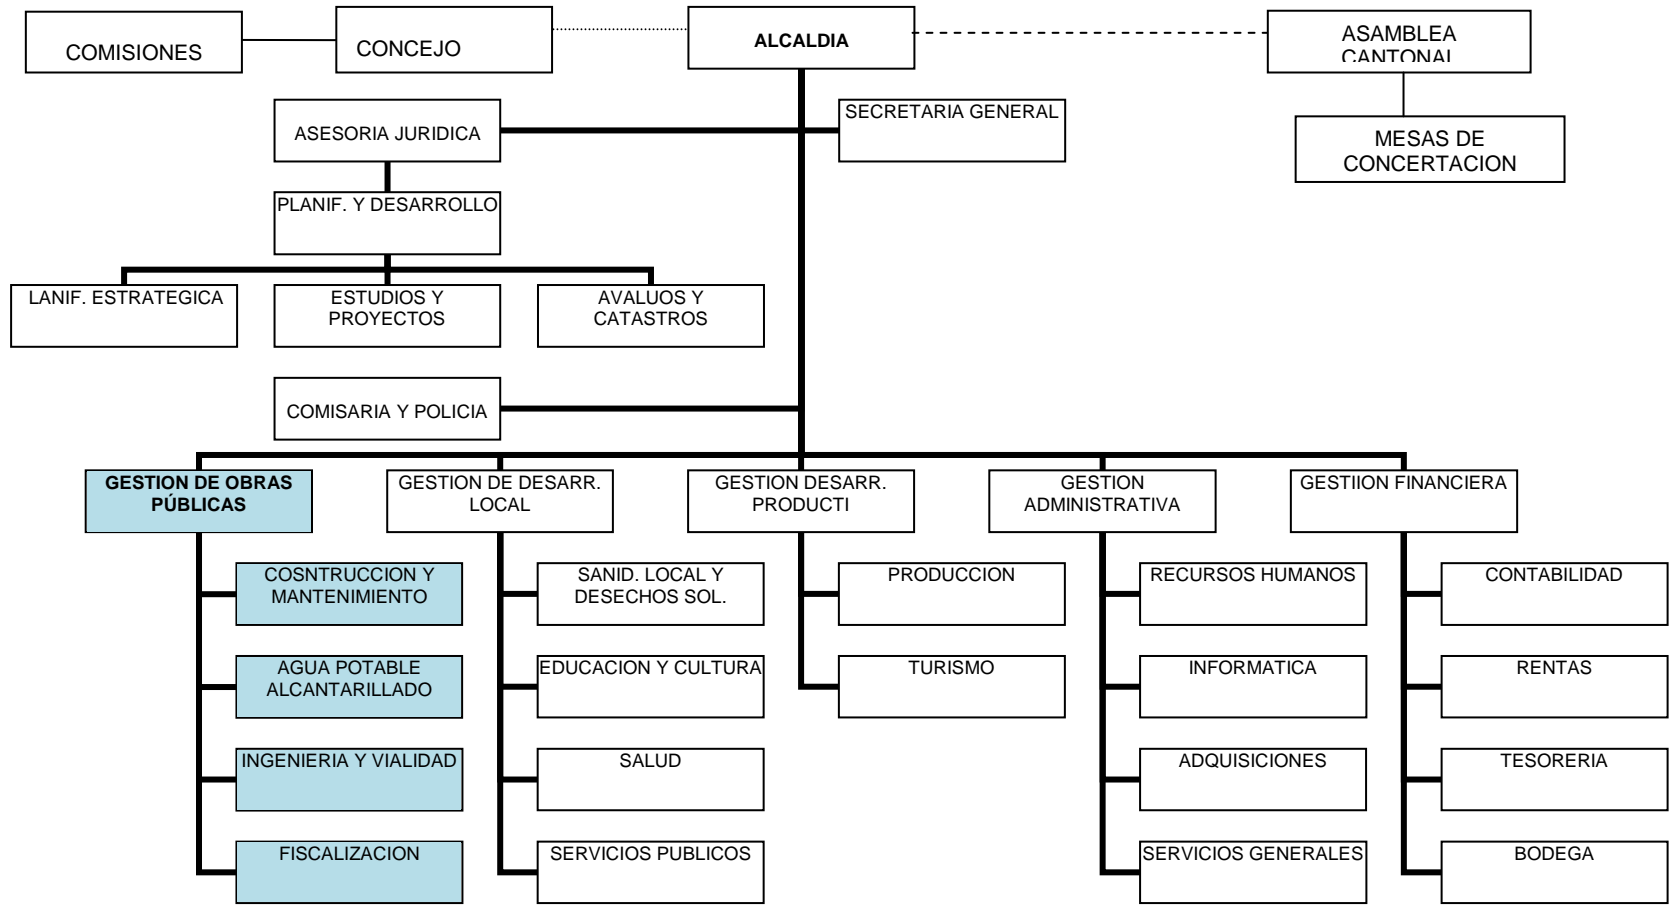 COMISIONES
CONCEJO
ALCALDIA
ASAMBLEA
CANTONAL
SECRETARIA GENERAL
ASESORIA JURIDICA
MESAS DE
CONCERTACION
PLANIF. Y DESARROLLO
LANIF. ESTRATEGICA
ESTUDIOS Y
PROYECTOS
AVALUOS Y
CATASTROS
COMISARIA Y POLICIA
GESTION DE OBRAS
PÚBLICAS
GESTION DE DESARR.
LOCAL
GESTION DESARR.
PRODUCTI
GESTION
ADMINISTRATIVA
GESTIION FINANCIERA
COSNTRUCCION Y
MANTENIMIENTO
SANID. LOCAL Y
DESECHOS SOL.
PRODUCCION
RECURSOS HUMANOS
CONTABILIDAD
AGUA POTABLE
ALCANTARILLADO
EDUCACION Y CULTURA
TURISMO
INFORMATICA
RENTAS
INGENIERIA Y VIALIDAD
SALUD
ADQUISICIONES
TESORERIA
FISCALIZACION
SERVICIOS PUBLICOS
SERVICIOS GENERALES
BODEGA